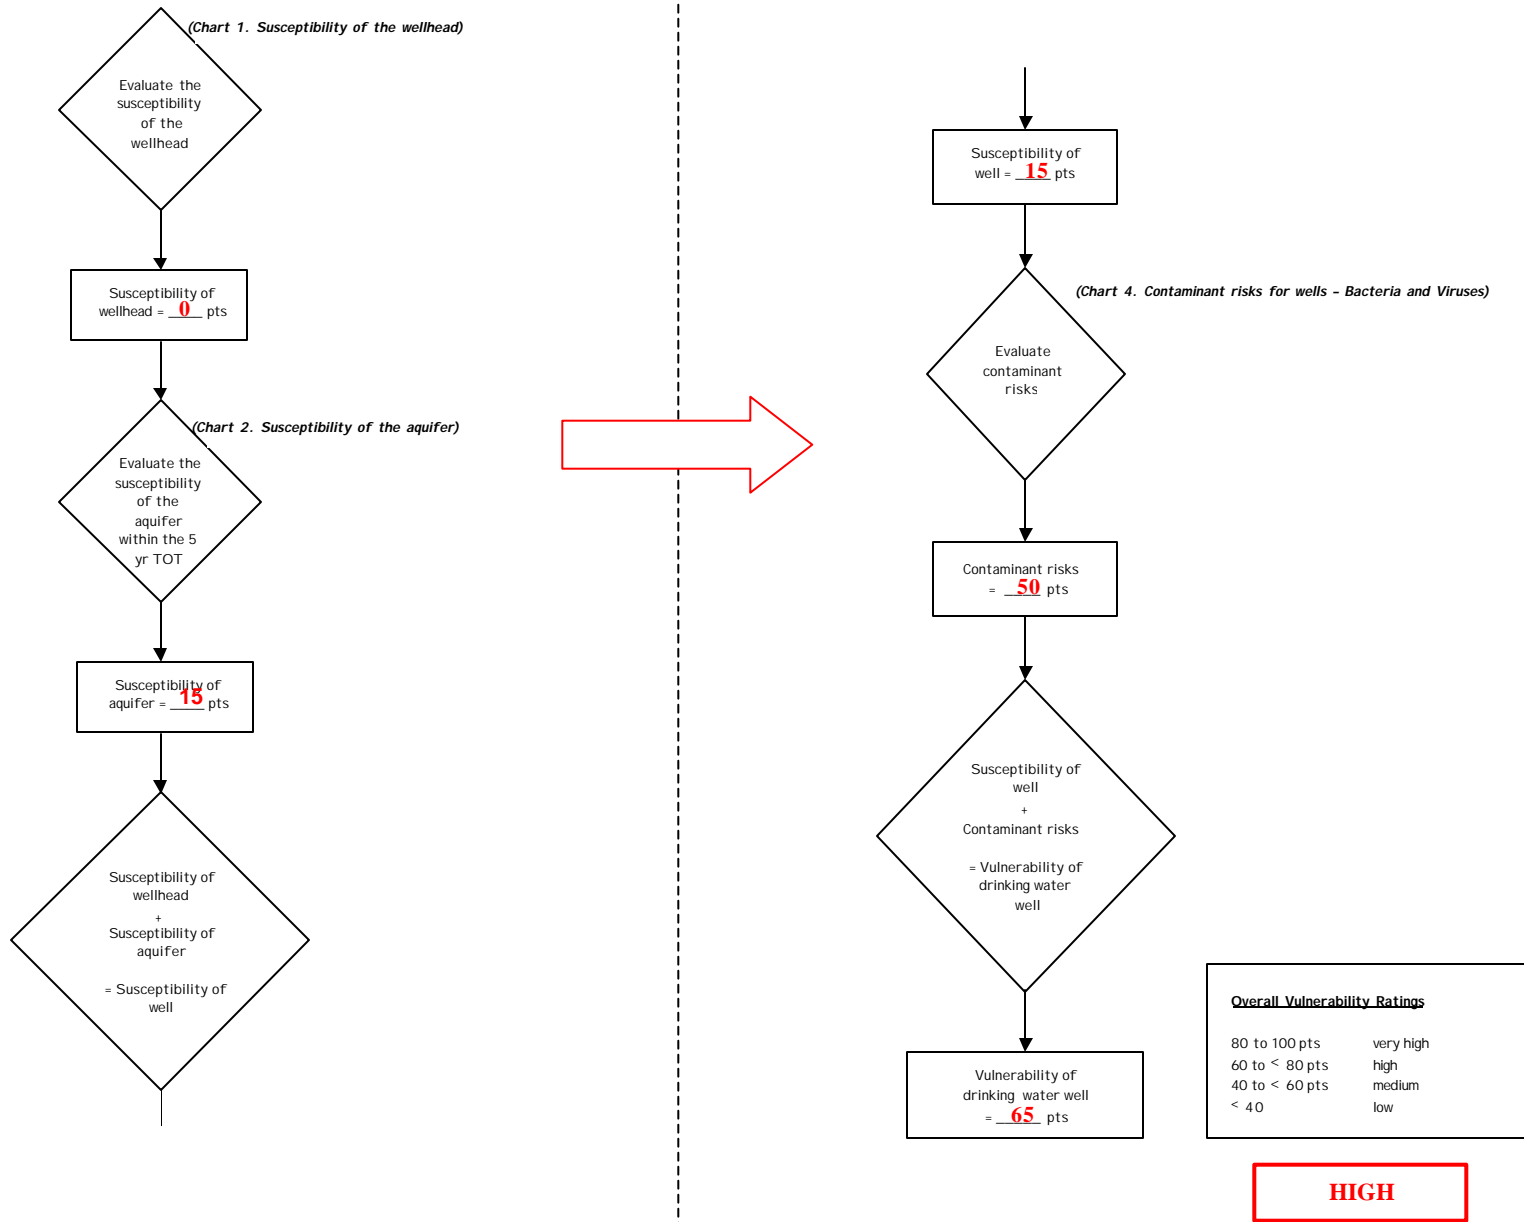 (Chart 1. Susceptibility of the wellhead)
Evaluate the
susceptibility
of the
wellhead
Susceptibility of
wellhead = 0 pts
(Chart 2. Susceptibility of the aquifer)
Evaluate the
susceptibility
of the
aquifer
within the 5
yr TOT
Susceptibility of
aquifer = 15 pts
Susceptibility of
wellhead
+
Susceptibility of
aquifer
= Susceptibility of
well
Susceptibility of
well = 15 pts
(Chart 4. Contaminant risks for wells – Bacteria and Viruses)
Evaluate
contaminant
risks
Contaminant risks
= 50 pts
Susceptibility of
well
+
Contaminant risks
= Vulnerability of
drinking water
well
Vulnerability of
drinking water well
= 65 pts
Overall Vulnerability Ratings
80 to 100 pts very high
60 to < 80 pts high
40 to < 60 pts medium
< 40 low
HIGH